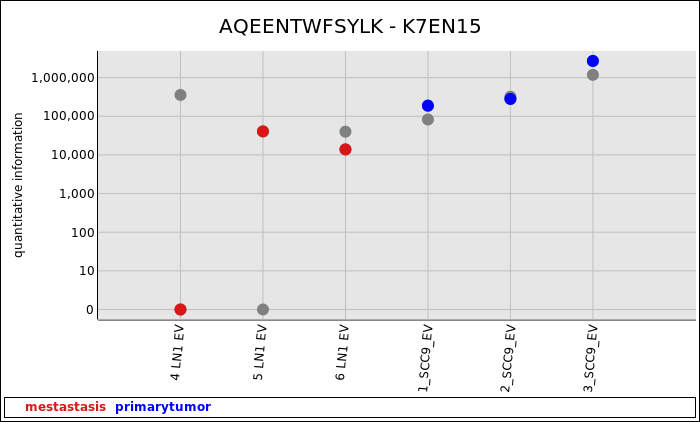 AQEENTWFSYLK - K7EN15
quantitative information
1,000,000
100,000
10,000
1,000
100
10
0
4 LN1 EV
5 LN1 EV
6 LN1 EV
1_SCC9_EV
2_SCC9_EV
3_SCC9_EV
mestastasis primarytumor